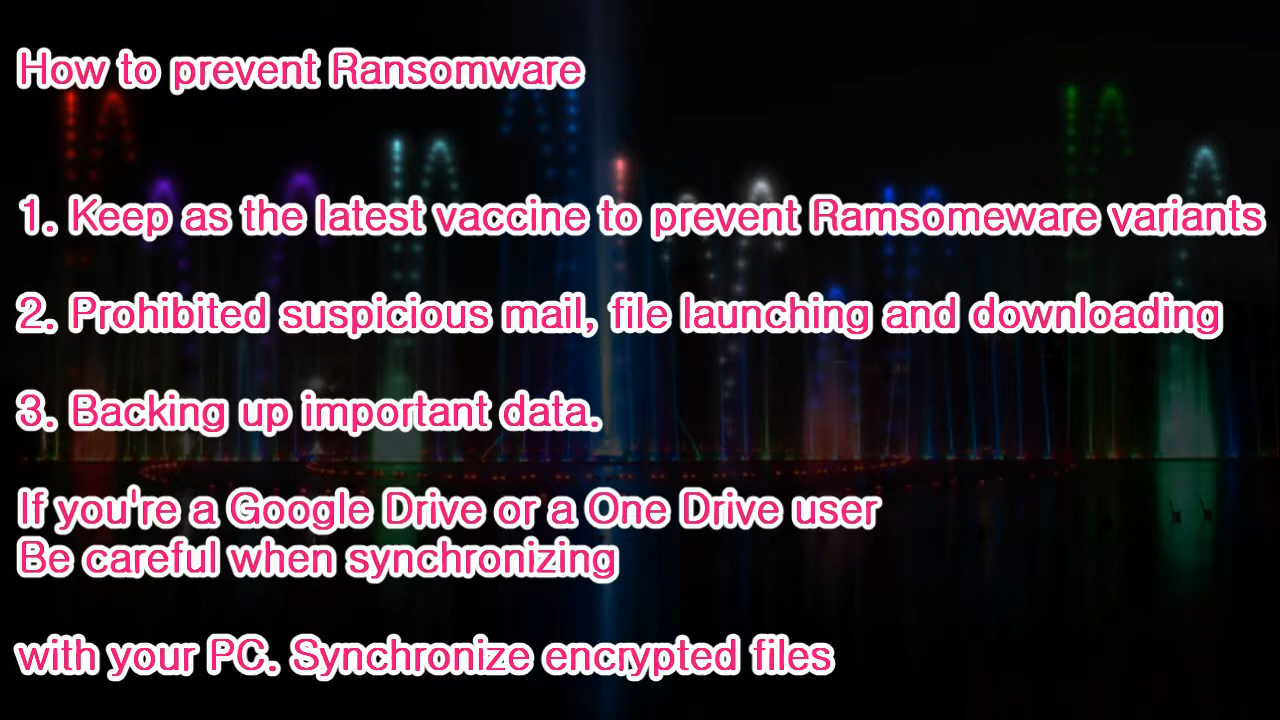 How to prevent Ransomware
1. Keep as the latest vaccine to prevent Ramsomeware variants
2. Prohibited suspicious mail, file launching and downloading
3. Backing up important data.
If you're a Google Drive or a One Drive user
Be careful when synchronizing
with your PC. Synchronize encrypted files